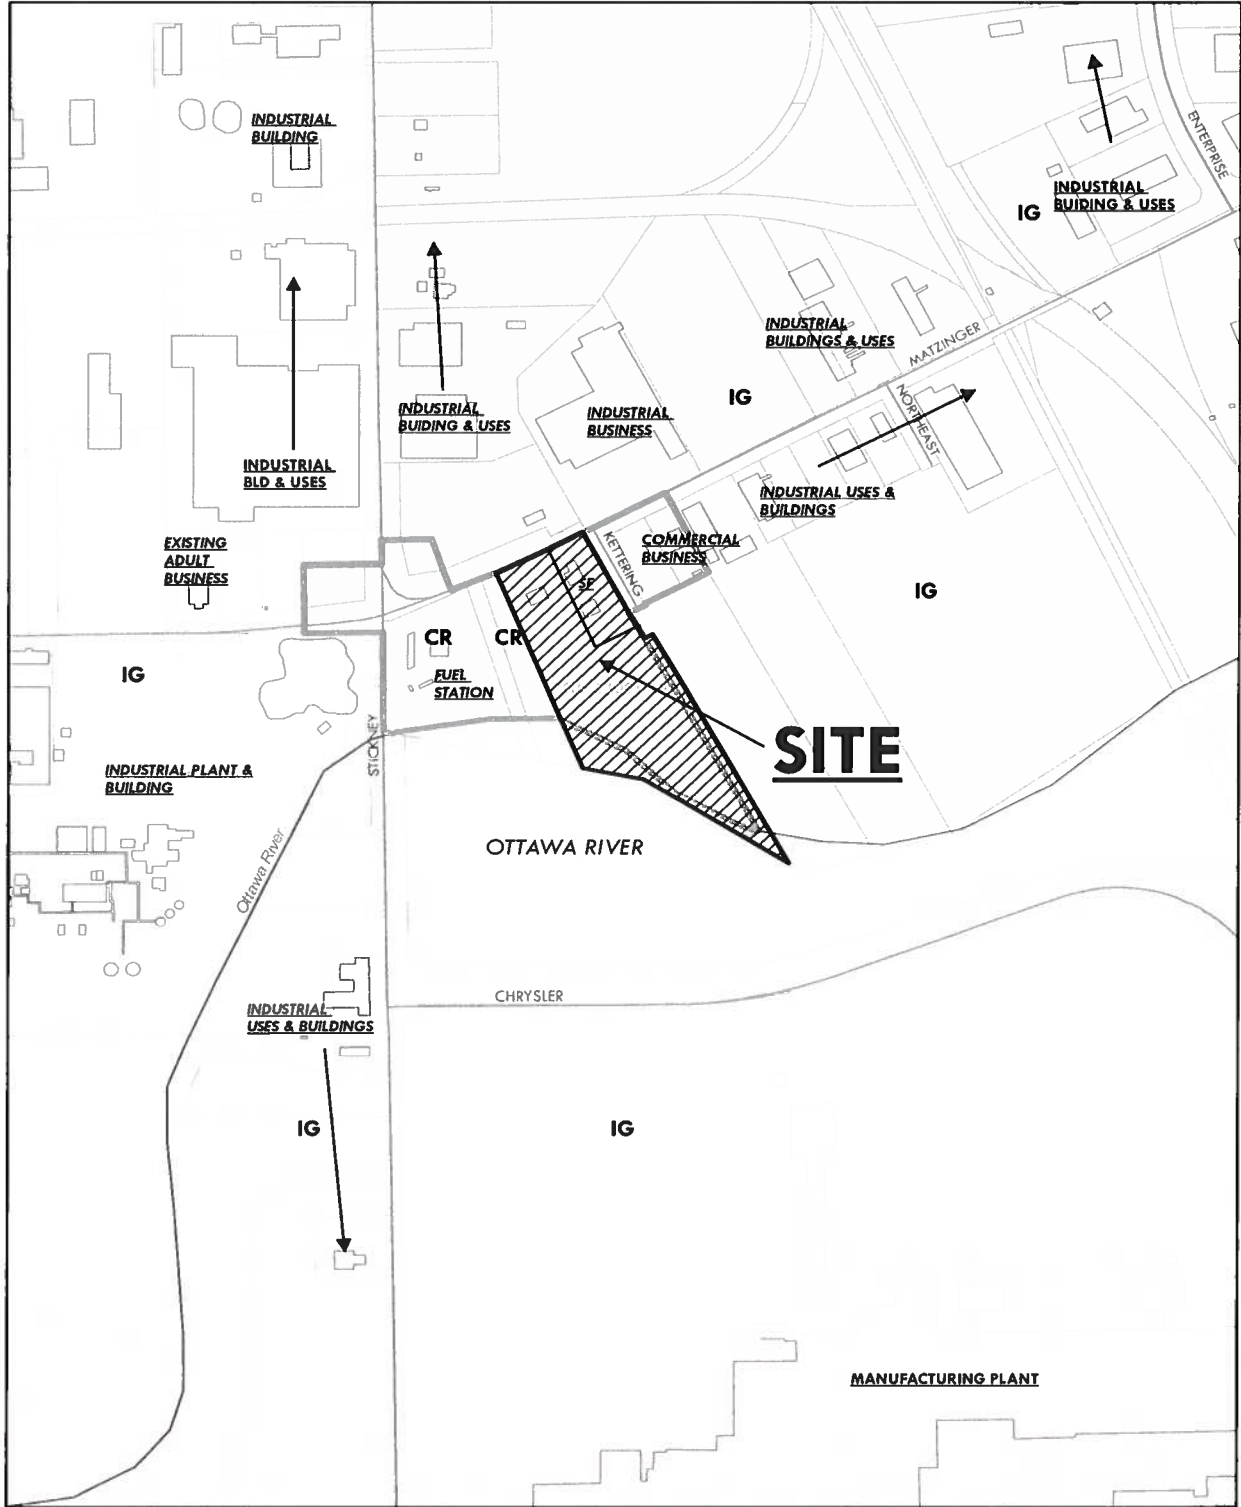 INDUSTRIAL
BUILDING
ENTERPRISE
INDUSTRIAL
BUIDING & USES
IG
INDUSTRIAL
BUILDINGS & USES
MATZINGER
IG
NORTHEAST
INDUSTRIAL
BUIDING & USES
INDUSTRIAL
BUSINESS
INDUSTRIAL
BLD & USES
INDUSTRIAL USES &
BUILDINGS
EXISTING
ADULT
BUSINESS
KETTERING
COMMERCIAL
BUSINESS
SF
IG
CR
CR
IG
FUEL
STATION
STICKNEY
SITE
INDUSTRIAL PLANT &
BUILDING
Ottawa River
OTTAWA RIVER
CHRYSLER
INDUSTRIAL
USES & BUILDINGS
IG
IG
MANUFACTURING PLANT